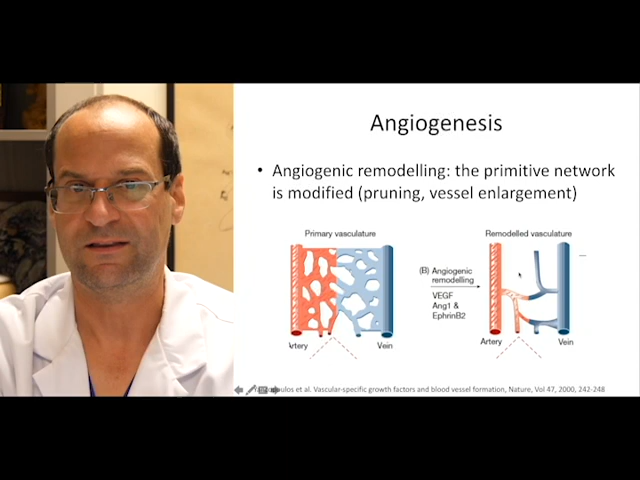 Angiogenesis
• Angiogenic remodelling: the primitive network
is modified (pruning, vessel enlargement)
Primary vasculature
Remodelled vasculature
(B) Angiogenic
remodelling
VEGF
Ang1 &
EphrinB2
Artery
Vein
Artery
Vein
et al. Vascular-specific growth factors and blood vessel formation, Nature, Vol 47, 2000, 242-248